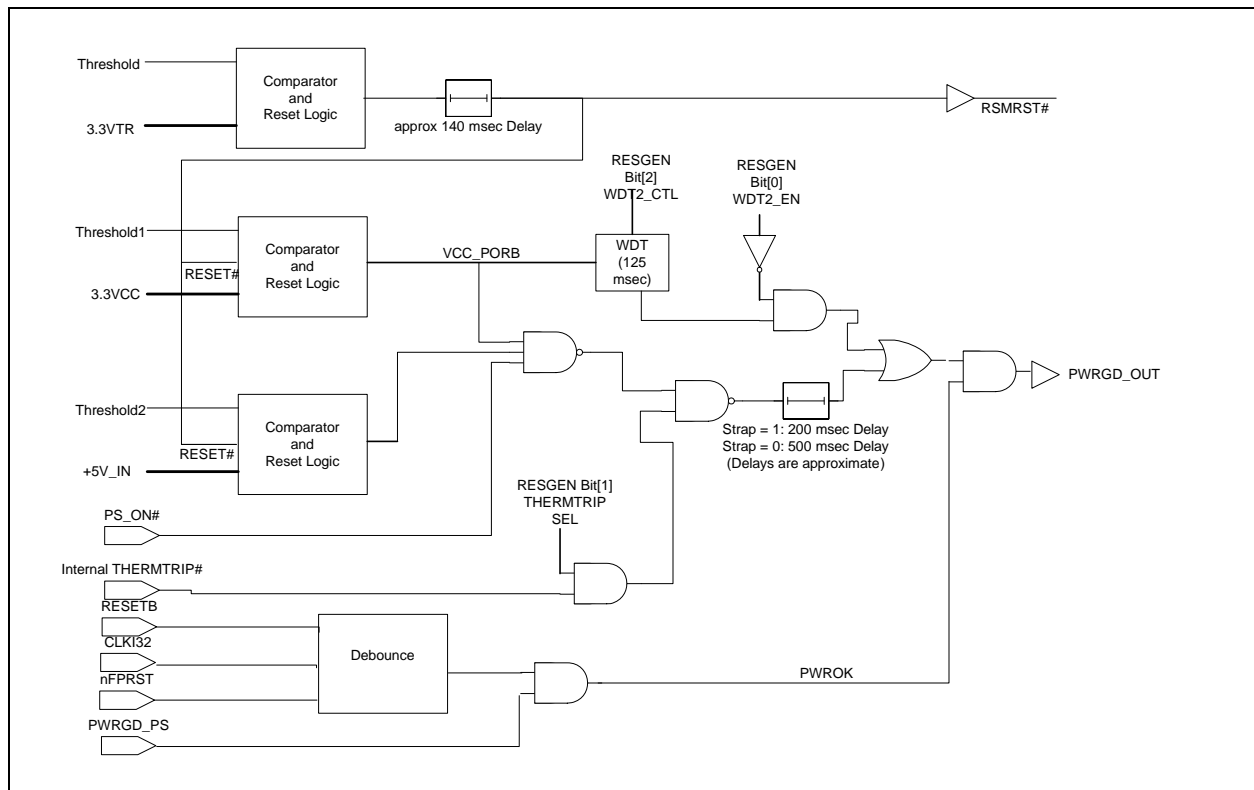 Threshold
Comparator
and
Reset Logic
3.3VTR
approx 140 msec Delay
RSMRST#
RESGEN
Bit[2]
WDT2_CTL
RESGEN
Bit[0]
WDT2_EN
Threshold1
Comparator
and
Reset Logic
RESET#
3.3VCC
VCC_PORB
WDT
(125
msec)
PWRGD_OUT
Threshold2
Comparator
and
Reset Logic
RESET#
+5V_IN
Strap = 1: 200 msec Delay
Strap = 0: 500 msec Delay
(Delays are approximate)
PS_ON#
RESGEN Bit[1]
THERMTRIP
SEL
Internal THERMTRIP#
RESETB
CLKI32
nFPRST
PWRGD_PS
Debounce
PWROK